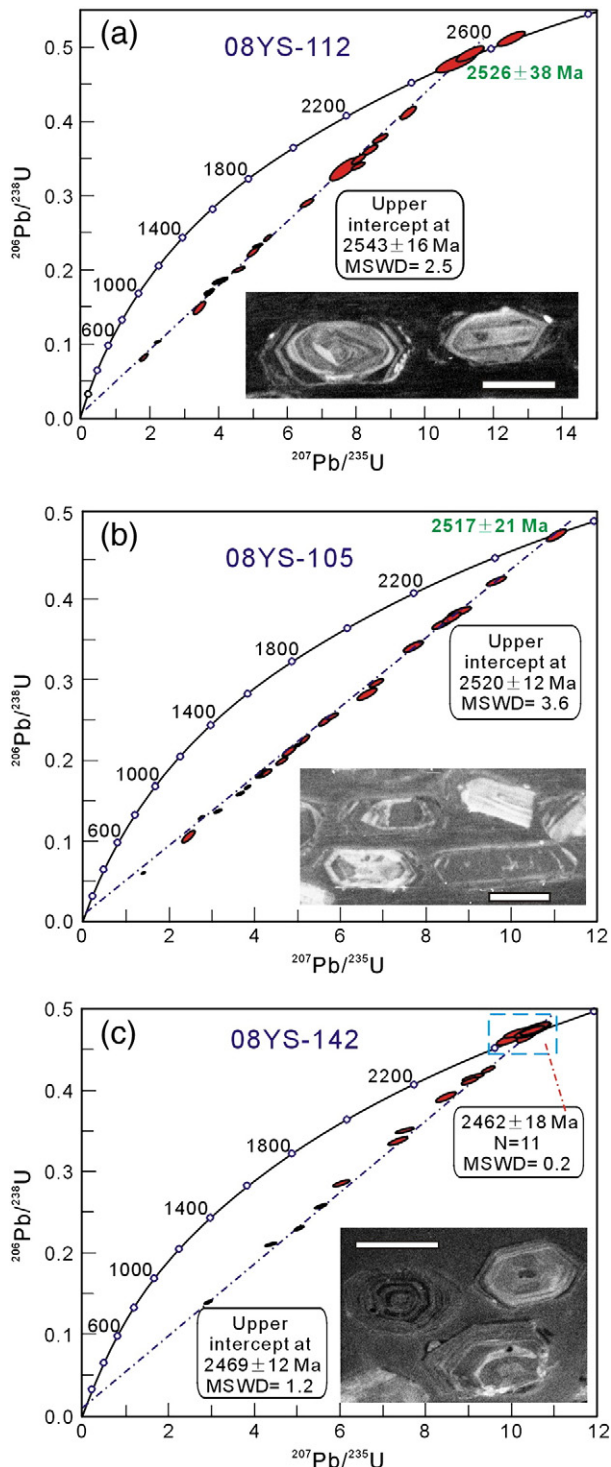 (a)
08YS-112
2600
2526±38 Ma
2200
1800
1400
1000
600
Upper
intercept at
2543±16 Ma
MSWD= 2.5
0.5
0.4
0.3
0.2
0.1
0.0
0
2
4
6
8
10
12
14
²⁰⁶Pb/²³⁸U
²⁰⁷Pb/²³⁵U
(b)
08YS-105
2517±21 Ma
2200
1800
1400
1000
600
Upper
intercept at
2520±12 Ma
MSWD= 3.6
0.5
0.4
0.3
0.2
0.1
0.0
0
2
4
6
8
10
12
²⁰⁶Pb/²³⁸U
²⁰⁷Pb/²³⁵U
(c)
08YS-142
2200
1800
1400
1000
600
2462±18 Ma
N=11
MSWD= 0.2
Upper
intercept at
2469±12 Ma
MSWD= 1.2
0.5
0.4
0.3
0.2
0.1
0.0
0
2
4
6
8
10
12
²⁰⁶Pb/²³⁸U
²⁰⁷Pb/²³⁵U